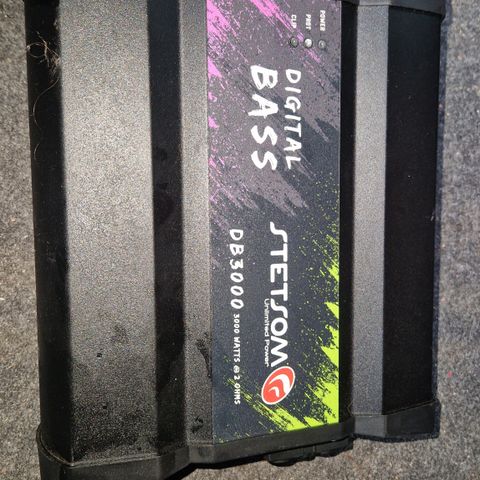 POWER
PROT
CLIP
DIGITAL
BASS
STETSOM
Unlimited Power
DB3000 3000 WATTS @ 2 OHMS